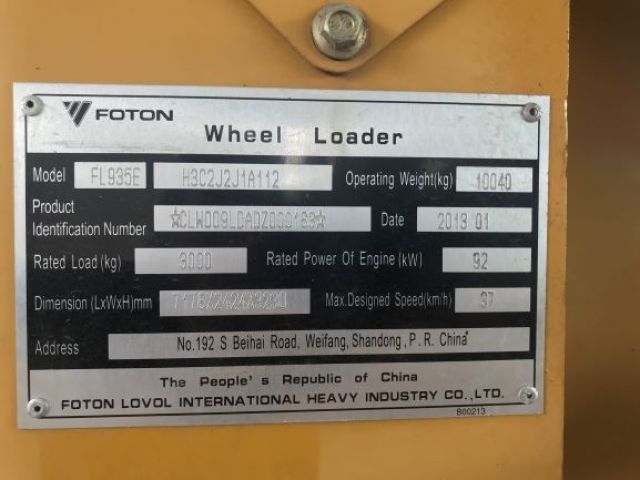 FOTON
Wheel Loader
Model FL935E H3C2J2J1A112 Operating Weight(kg) 10040
Product
Identification Number Date 2013 01
Rated Load (kg) 3000 Rated Power Of Engine (kW) 92
Dimension (LxWxH)mm Max.Designed Speed(km/h) 37
Address No.192 S Beihai Road, Weifang, Shandong, P. R. China
The People's Republic of China
FOTON LOVOL INTERNATIONAL HEAVY INDUSTRY CO.,LTD.
B00213